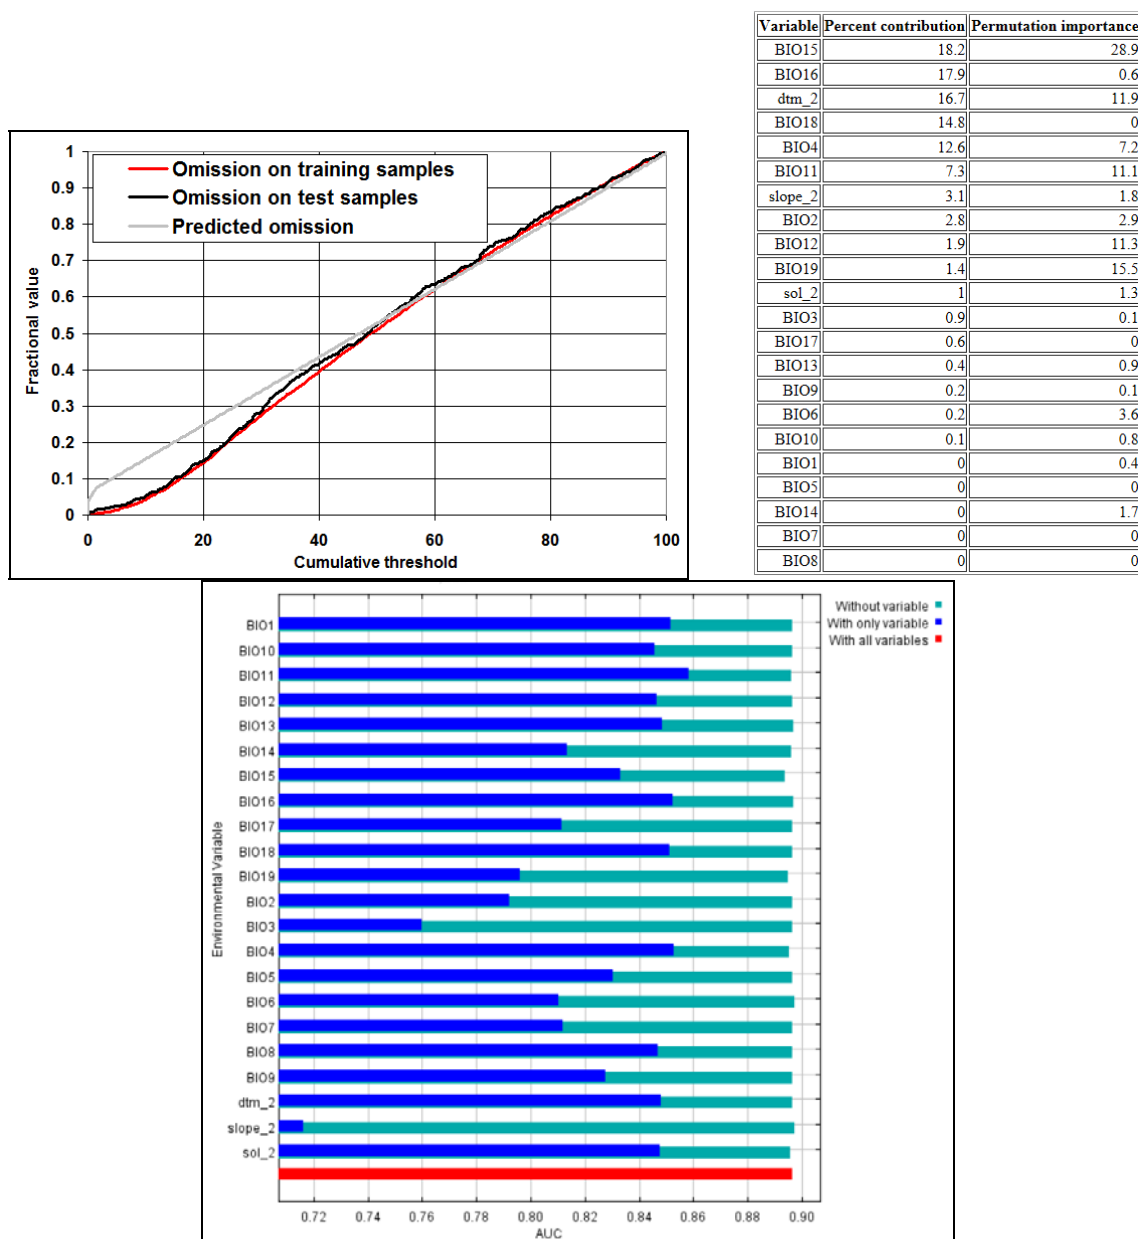 Variable Percent contribution Permutation importance
BIO15 18.2 28.9
BIO16 17.9 0.6
dtm_2 16.7 11.9
BIO18 14.8 0
BIO4 12.6 7.2
BIO11 7.3 11.1
slope_2 3.1 1.8
BIO2 2.8 2.9
BIO12 1.9 11.3
BIO19 1.4 15.5
sol_2 1 1.3
BIO3 0.9 0.1
BIO17 0.6 0
BIO13 0.4 0.9
BIO9 0.2 0.1
BIO6 0.2 3.6
BIO10 0.1 0.8
BIO1 0 0.4
BIO5 0 0
BIO14 0 1.7
BIO7 0 0
BIO8 0 0
Omission on training samples
Omission on test samples
Predicted omission
Fractional value
1
0.9
0.8
0.7
0.6
0.5
0.4
0.3
0.2
0.1
0
0 20 40 60 80 100
Cumulative threshold
Without variable
With only variable
With all variables
Environmental Variable
BIO1
BIO10
BIO11
BIO12
BIO13
BIO14
BIO15
BIO16
BIO17
BIO18
BIO19
BIO2
BIO3
BIO4
BIO5
BIO6
BIO7
BIO8
BIO9
dtm_2
slope_2
sol_2
0.72 0.74 0.76 0.78 0.80 0.82 0.84 0.86 0.88 0.90
AUC